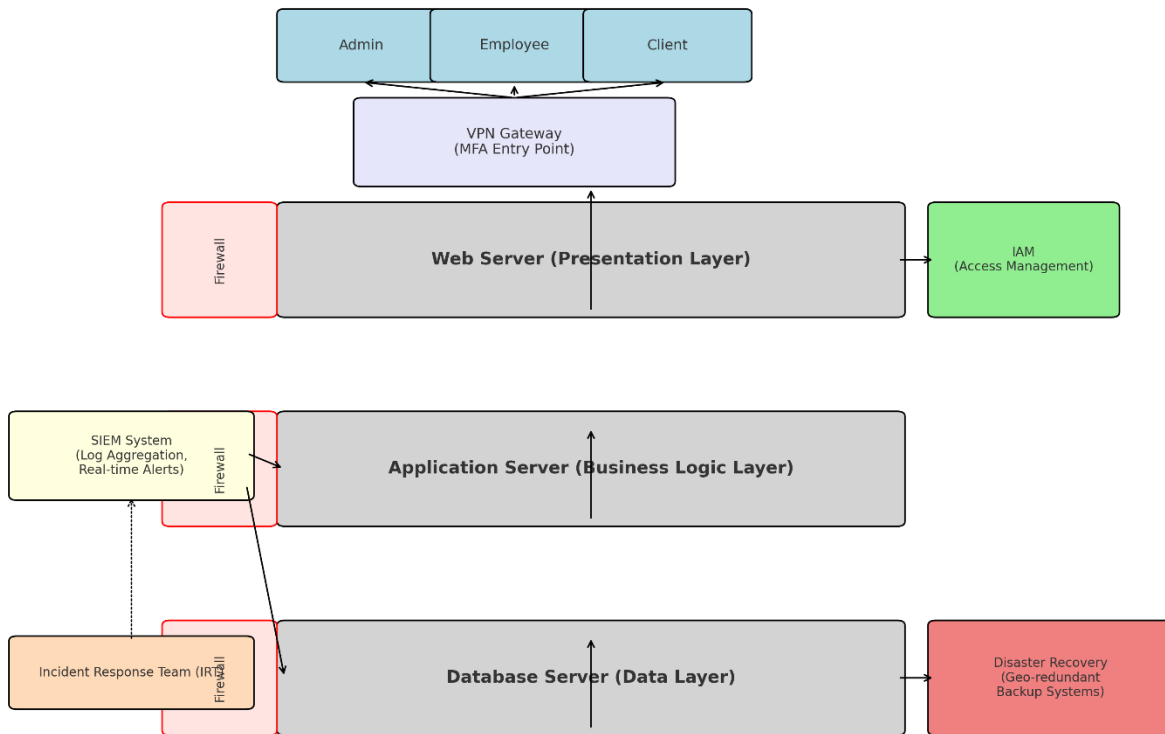 Admin
Employee
Client
VPN Gateway
(MFA Entry Point)
Firewall
Web Server (Presentation Layer)
IAM
(Access Management)
SIEM System
(Log Aggregation,
Real-time Alerts)
Firewall
Application Server (Business Logic Layer)
Incident Response Team (IRT)
Firewall
Database Server (Data Layer)
Disaster Recovery
(Geo-redundant
Backup Systems)